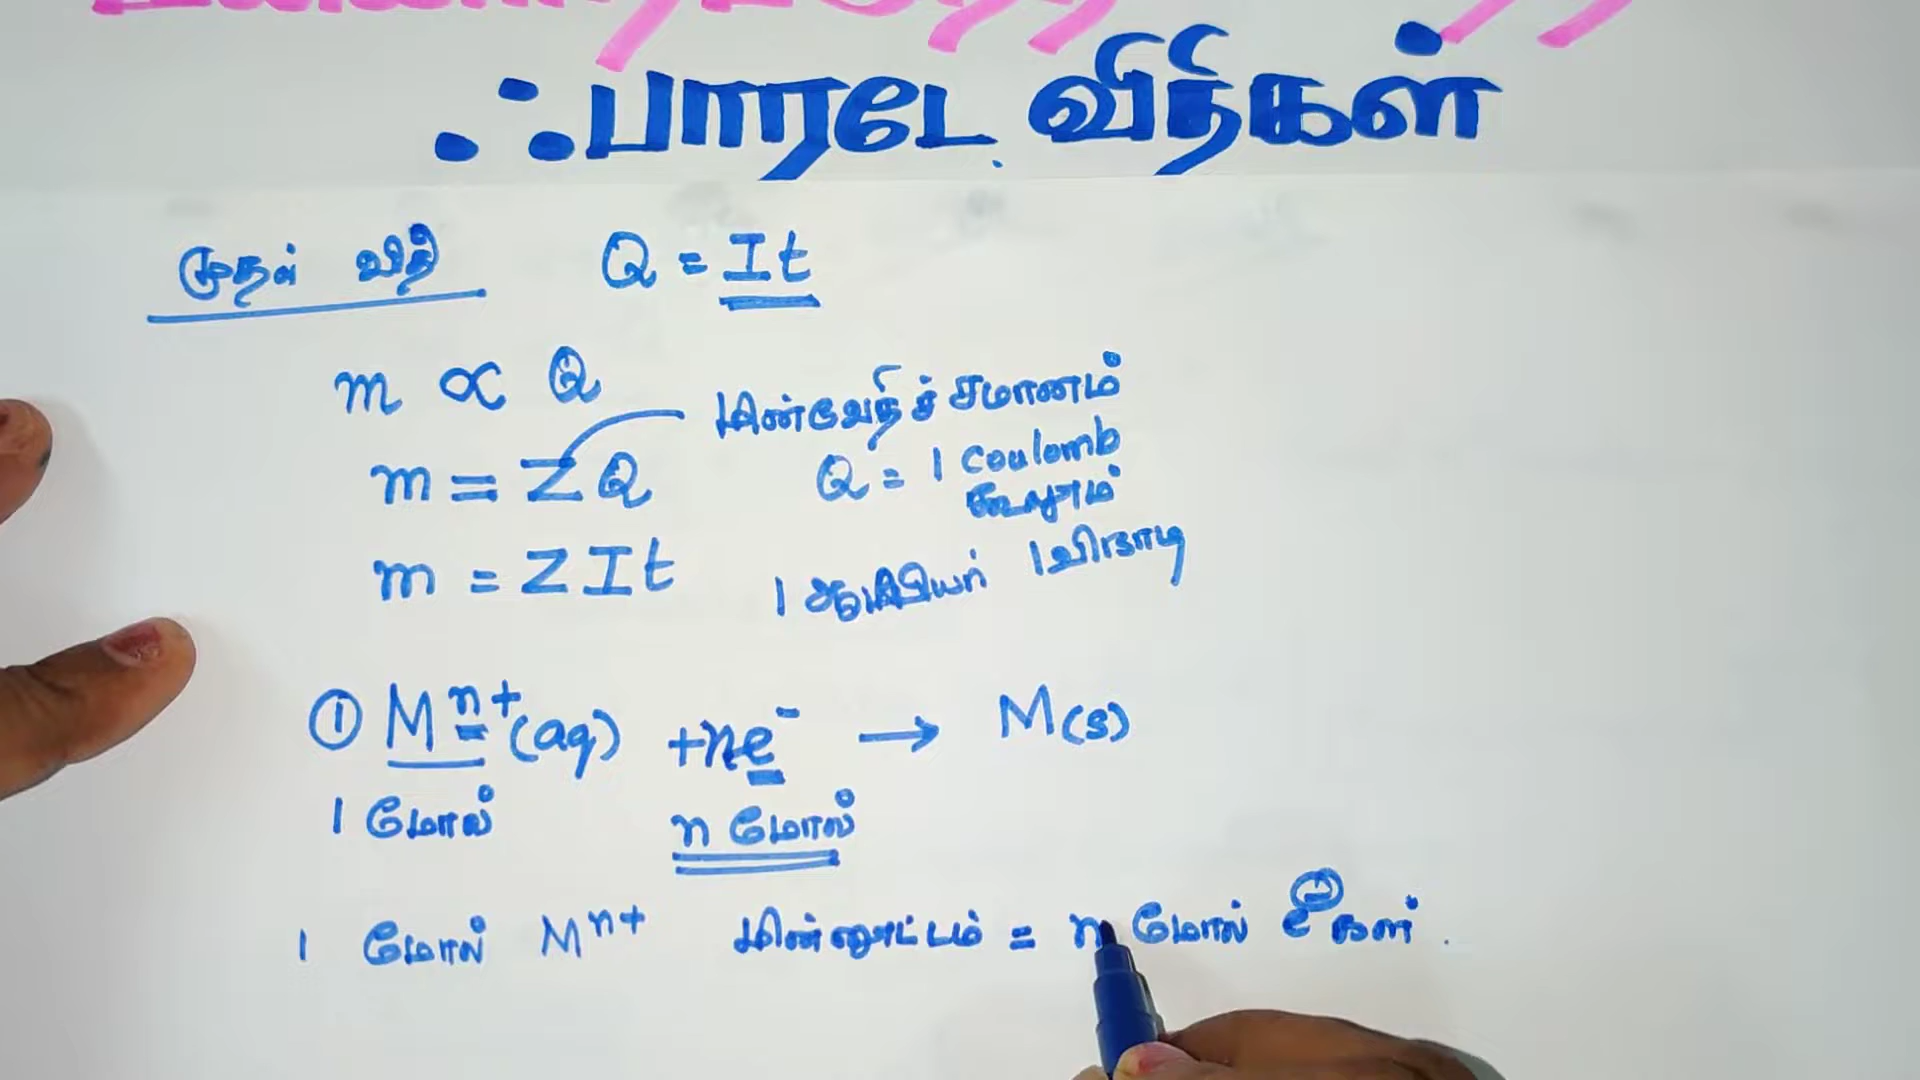 ஃபாரடே விதிகள்
முதல் விதி Q = It
m ∝ Q
மின்வேதிச் சமானம்
m = ZQ Q = 1 Coulomb
கூலூம்
m = ZIt 1 ஆம்பியர் 1 விநாடி
① Mⁿ⁺(aq) + ne⁻ → M(s)
1 மோல் n மோல்
1 மோல் Mⁿ⁺ மின்னூட்டம் = n மோல் e⁻கள்.